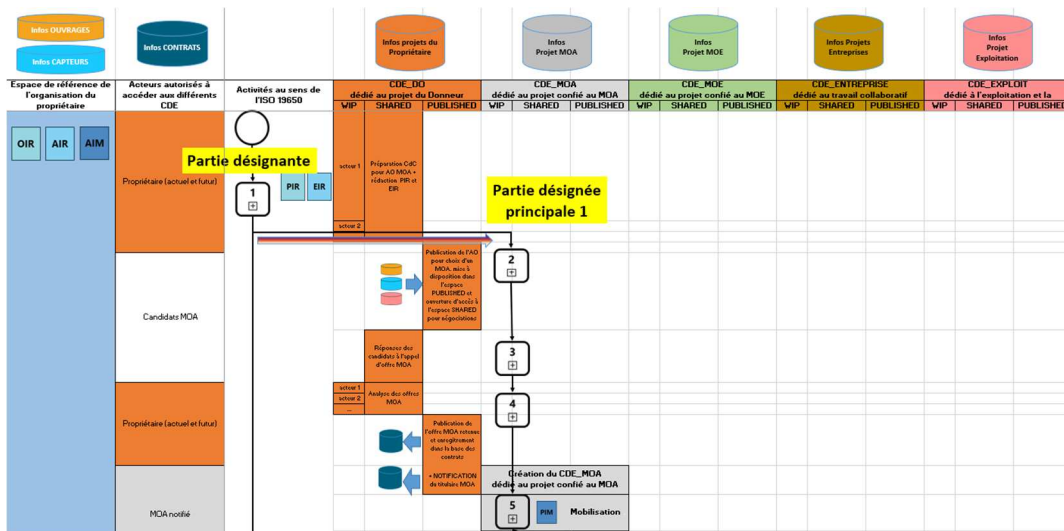 Infos OUVRAGES
Infos CAPTEURS
Infos CONTRATS
Infos projets du
Propriétaire
Infos
Projet MOA
Infos
Projet MOE
Infos Projets
Entreprises
Infos
Projet
Exploitation
Espace de référence de
l'organisation du
propriétaire
Acteurs autorisés à
accéder aux différents
CDE
Activités au sens de
l'ISO 19650
CDE_DO
dédié au projet du Donneur
WIP SHARED PUBLISHED
CDE_MOA
dédié au projet confié au MOA
WIP SHARED PUBLISHED
CDE_MOE
dédié au projet confié au MOE
WIP SHARED PUBLISHED
CDE_ENTREPRISE
dédié au travail collaboratif
WIP SHARED PUBLISHED
CDE_EXPLOIT
dédié à l'exploitation et la
WIP SHARED PUBLISHED
OIR AIR AIM
Propriétaire (actuel et futur)
Partie désignante
1
PIR EIR
acteur 1
Préparation CdC
pour AO MOA +
rédaction PIR et
EIR
acteur 2
Partie désignée
principale 1
Candidats MOA
Publication de l'AO
pour choix d'un
MOA, mise à
disposition dans
l'espace
PUBLISHED et
ouverture d'accès à
l'espace SHARED
pour négociations
2
Réponses des
candidats à l'appel
d'offre MOA
3
Propriétaire (actuel et futur)
acteur 1
acteur 2
...
Analyse des offres
MOA
4
Publication de
l'offre MOA retenue
et enregitrement
dans la base des
contrats
+ NOTIFICATION
du titulaire MOA
Création du CDE_MOA
dédié au projet confié au MOA
MOA notifié
5
PIM
Mobilisation